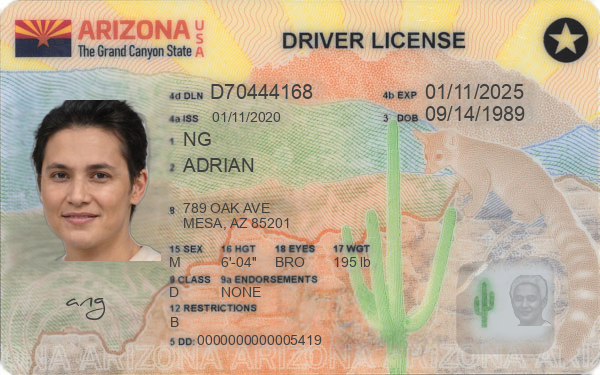 ARIZONA USA
The Grand Canyon State
DRIVER LICENSE
4d DLN D70444168 4b EXP 01/11/2025
4a ISS 01/11/2020 3 DOB 09/14/1989
1 NG
2 ADRIAN
8 789 OAK AVE
MESA, AZ 85201
15 SEX 16 HGT 18 EYES 17 WGT
M 6'-04" BRO 195 lb
9 CLASS 9a ENDORSEMENTS
D NONE
12 RESTRICTIONS
B
5 DD: 0000000000005419
ang
ARIZONA ARIZONA ARIZONA ARIZONA